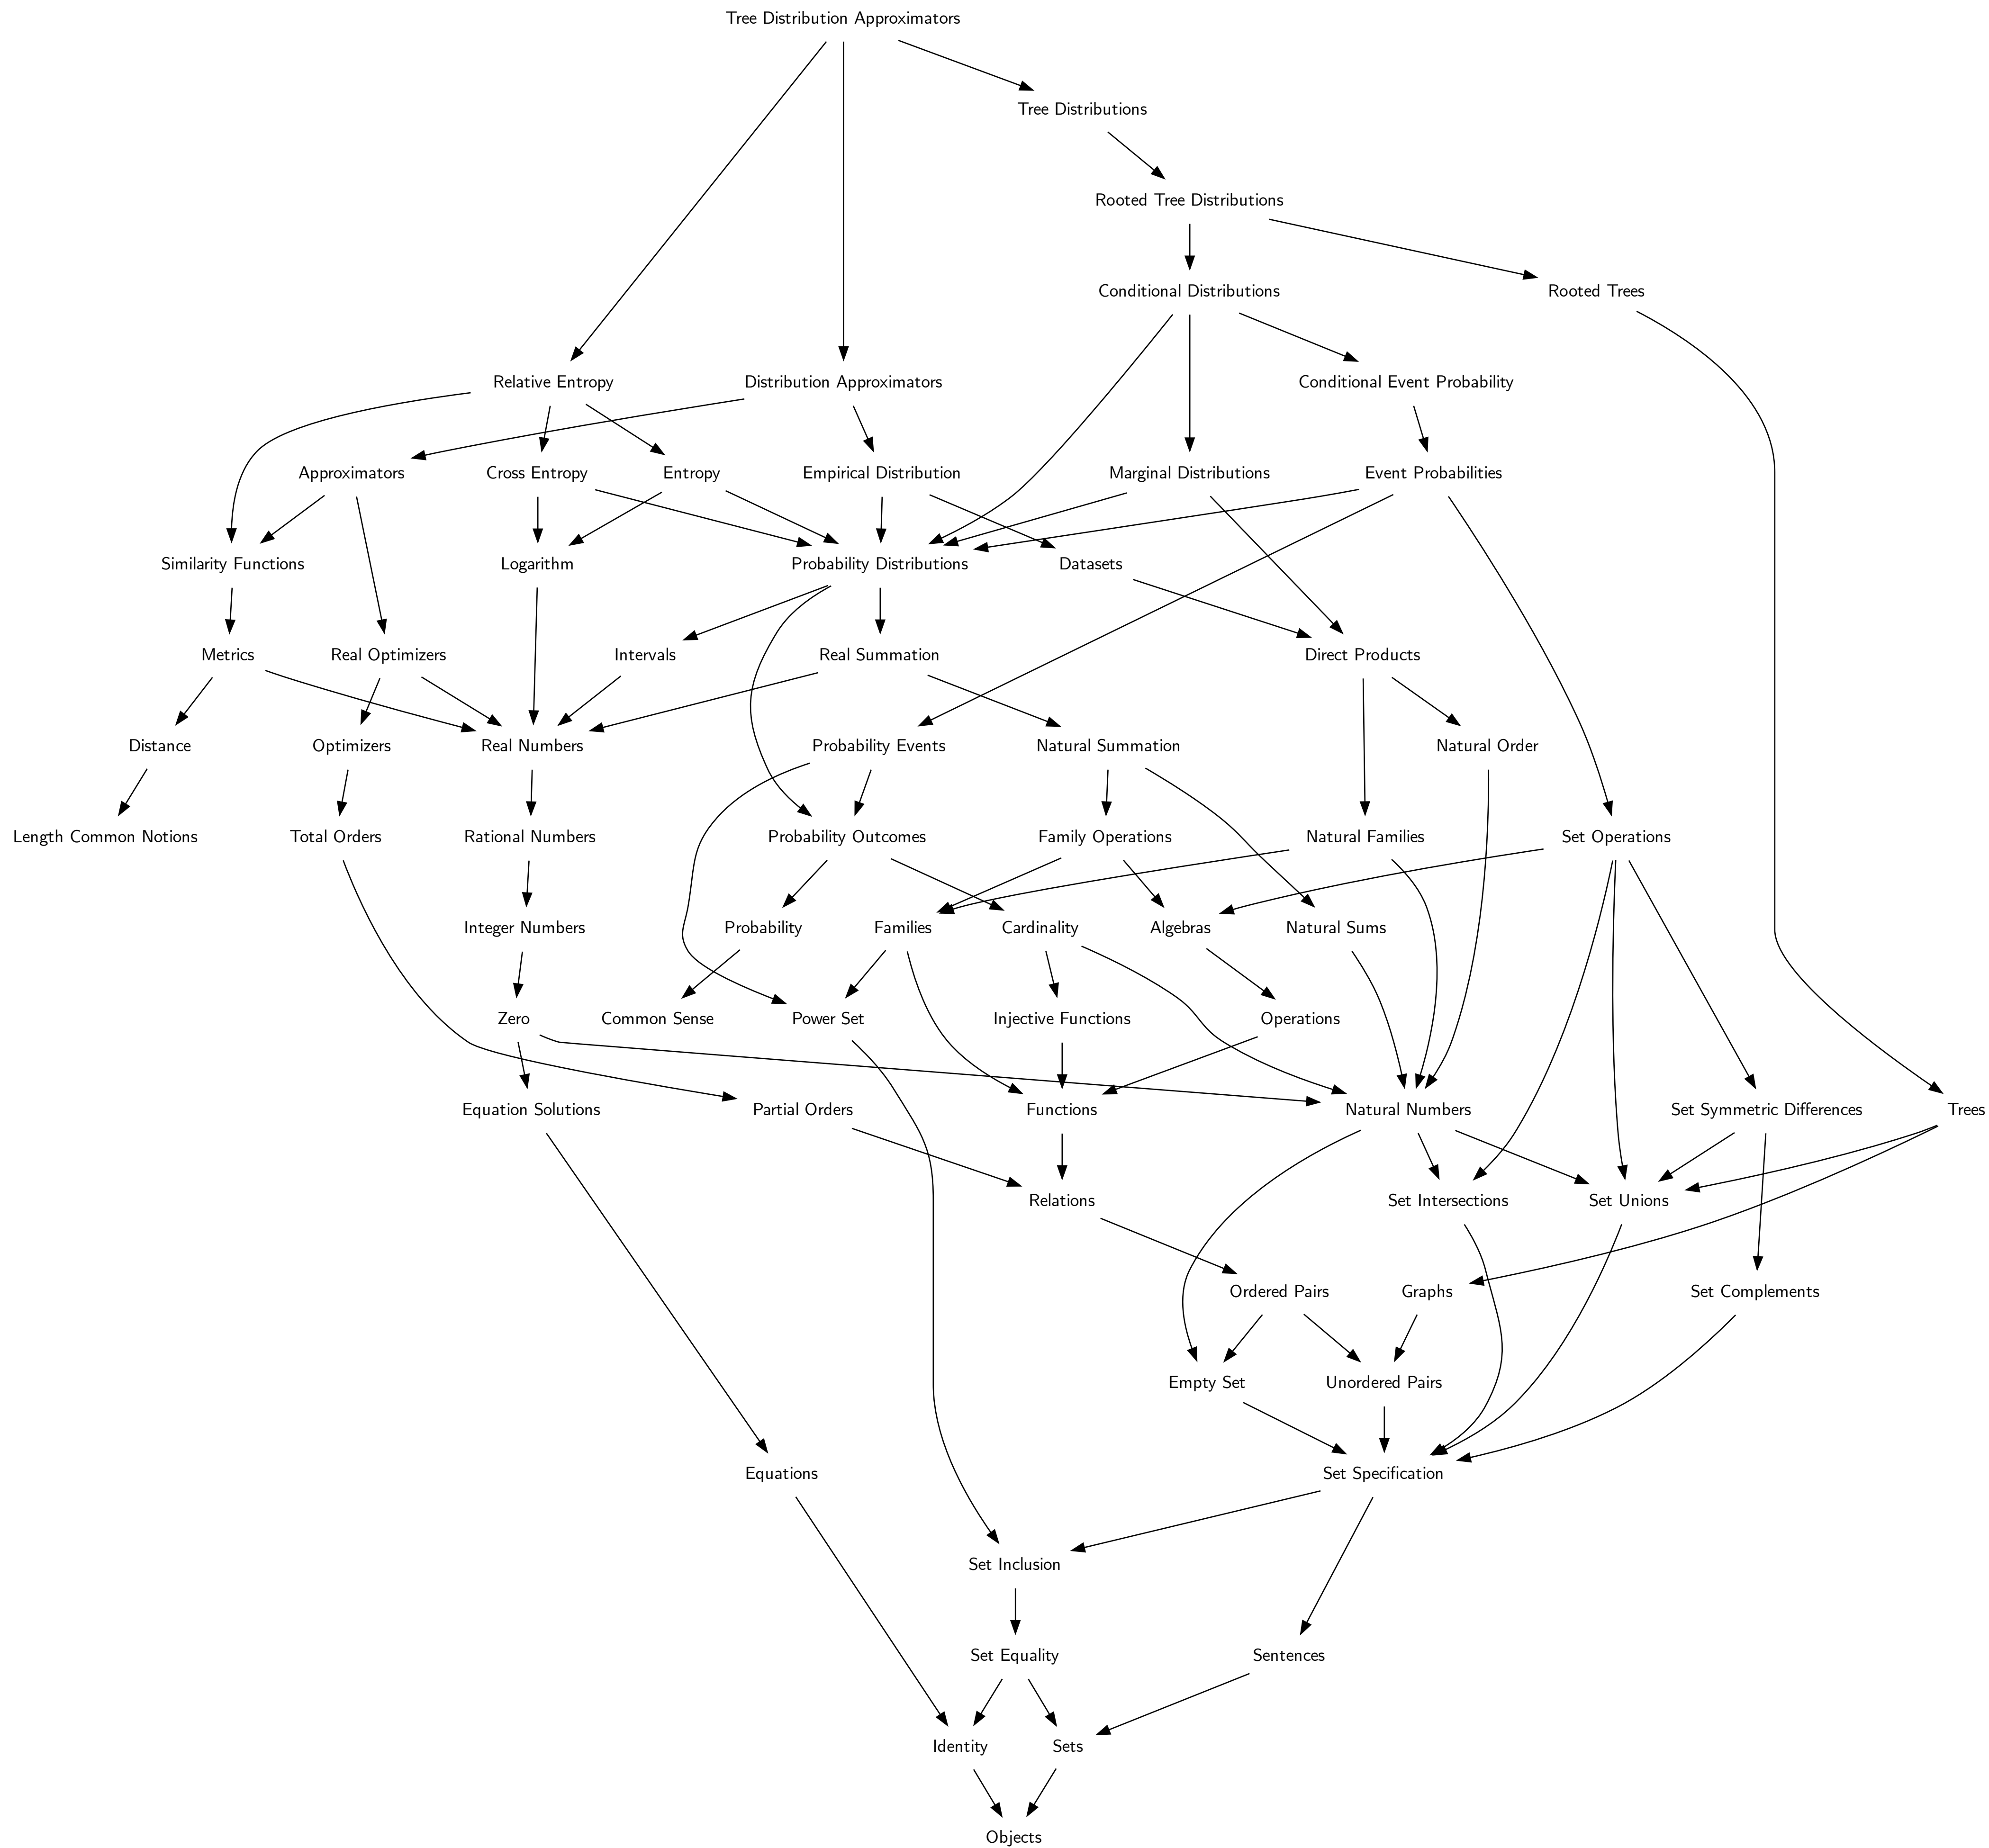 Tree Distribution Approximators
Tree Distributions
Rooted Tree Distributions
Conditional Distributions
Rooted Trees
Relative Entropy
Distribution Approximators
Conditional Event Probability
Approximators
Cross Entropy
Entropy
Empirical Distribution
Marginal Distributions
Event Probabilities
Similarity Functions
Logarithm
Probability Distributions
Datasets
Metrics
Real Optimizers
Intervals
Real Summation
Direct Products
Distance
Optimizers
Real Numbers
Probability Events
Natural Summation
Natural Order
Length Common Notions
Total Orders
Rational Numbers
Probability Outcomes
Family Operations
Natural Families
Set Operations
Integer Numbers
Probability
Families
Cardinality
Algebras
Natural Sums
Zero
Common Sense
Power Set
Injective Functions
Operations
Equation Solutions
Partial Orders
Functions
Natural Numbers
Set Symmetric Differences
Trees
Relations
Set Intersections
Set Unions
Ordered Pairs
Graphs
Set Complements
Empty Set
Unordered Pairs
Equations
Set Specification
Set Inclusion
Set Equality
Sentences
Identity
Sets
Objects